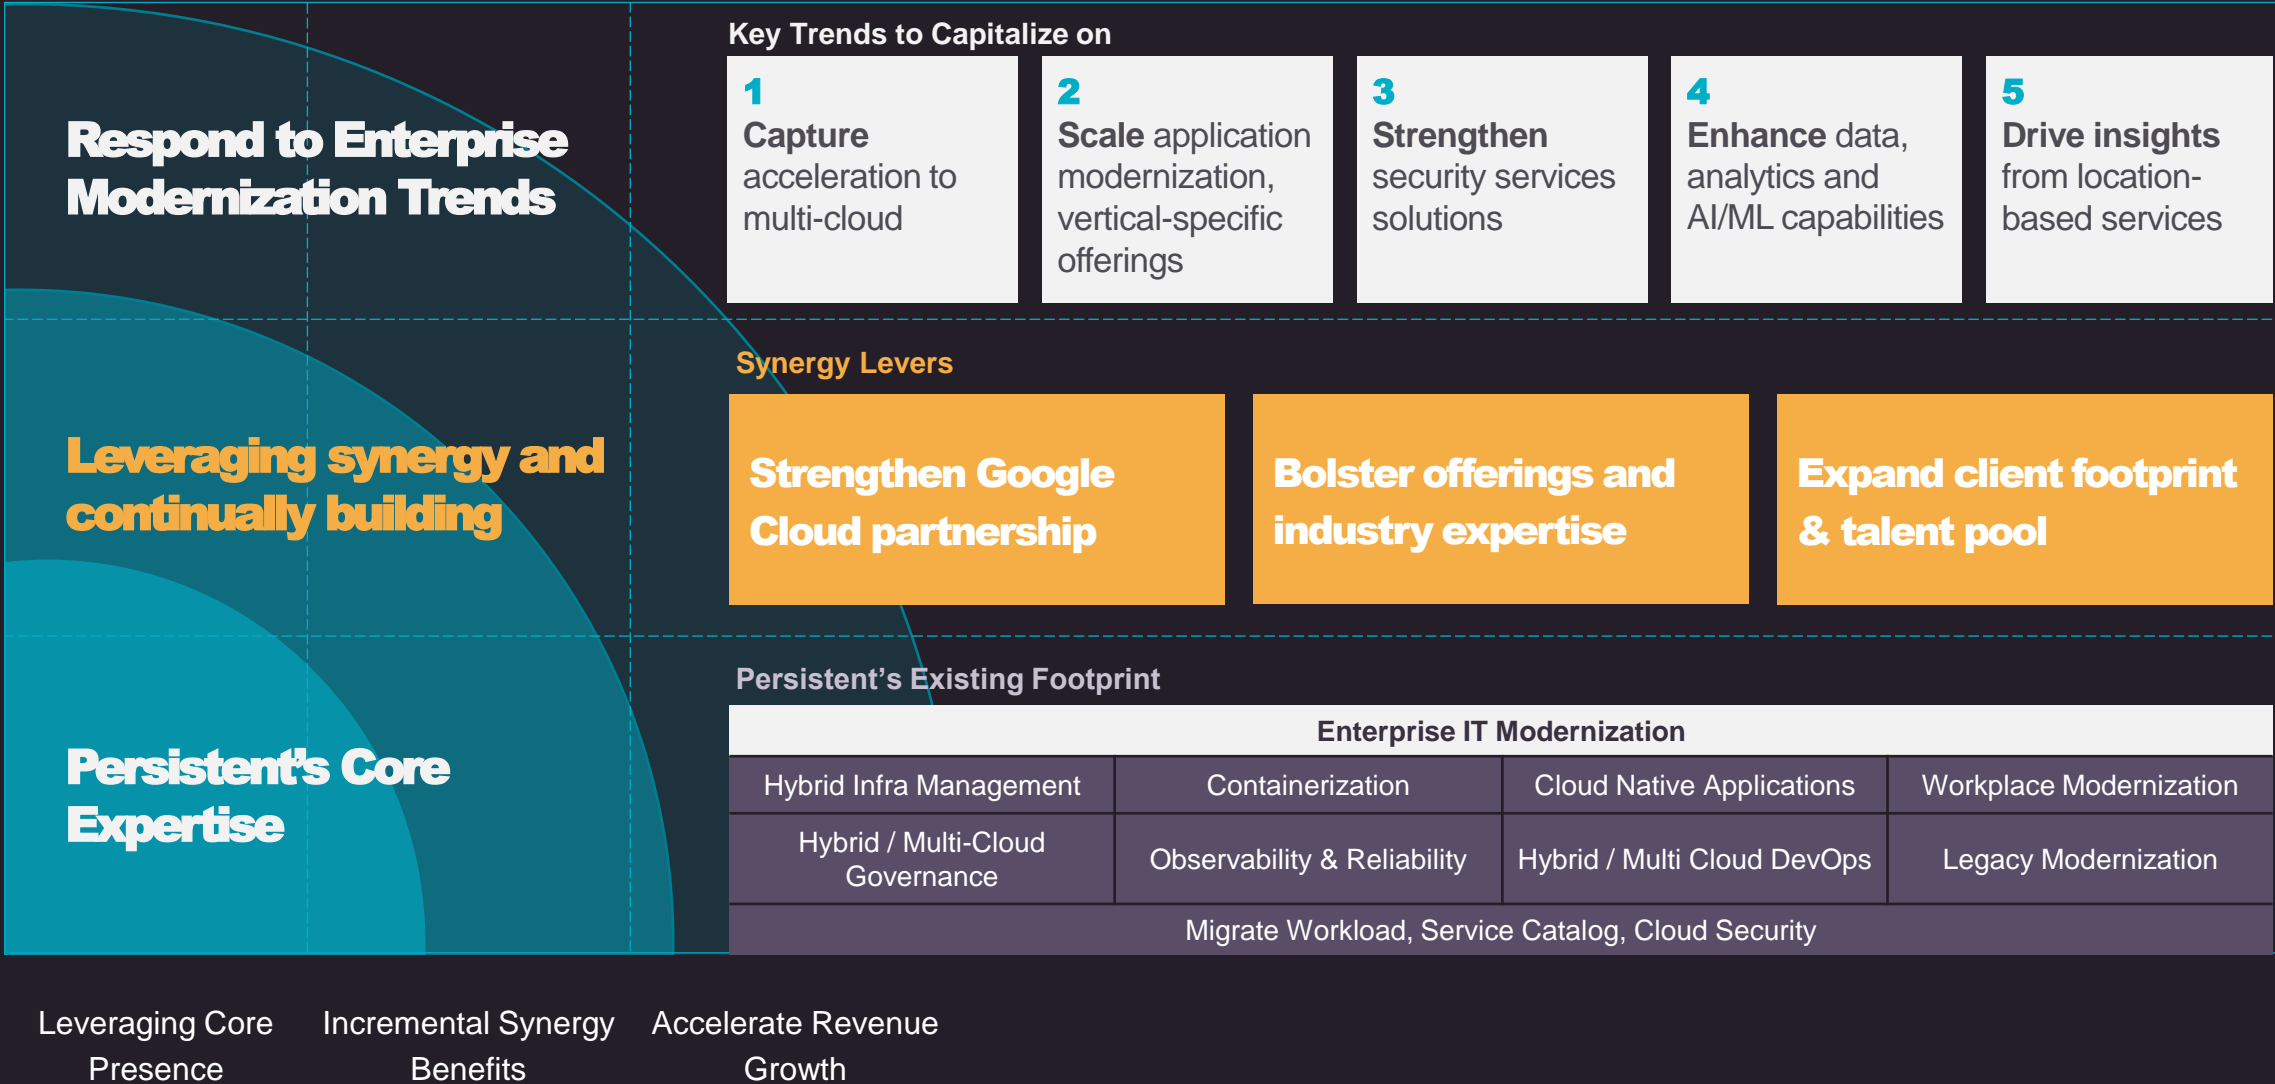 Respond to Enterprise
Modernization Trends
Key Trends to Capitalize on
1
Capture
acceleration to
multi-cloud
2
Scale application
modernization,
vertical-specific
offerings
3
Strengthen
security services
solutions
4
Enhance data,
analytics and
AI/ML capabilities
5
Drive insights
from location-
based services
Leveraging synergy and
continually building
Synergy Levers
Strengthen Google
Cloud partnership
Bolster offerings and
industry expertise
Expand client footprint
& talent pool
Persistent's Core
Expertise
Persistent’s Existing Footprint
Enterprise IT Modernization
Hybrid Infra Management
Containerization
Cloud Native Applications
Workplace Modernization
Hybrid / Multi-Cloud
Governance
Observability & Reliability
Hybrid / Multi Cloud DevOps
Legacy Modernization
Migrate Workload, Service Catalog, Cloud Security
Leveraging Core
Presence
Incremental Synergy
Benefits
Accelerate Revenue
Growth